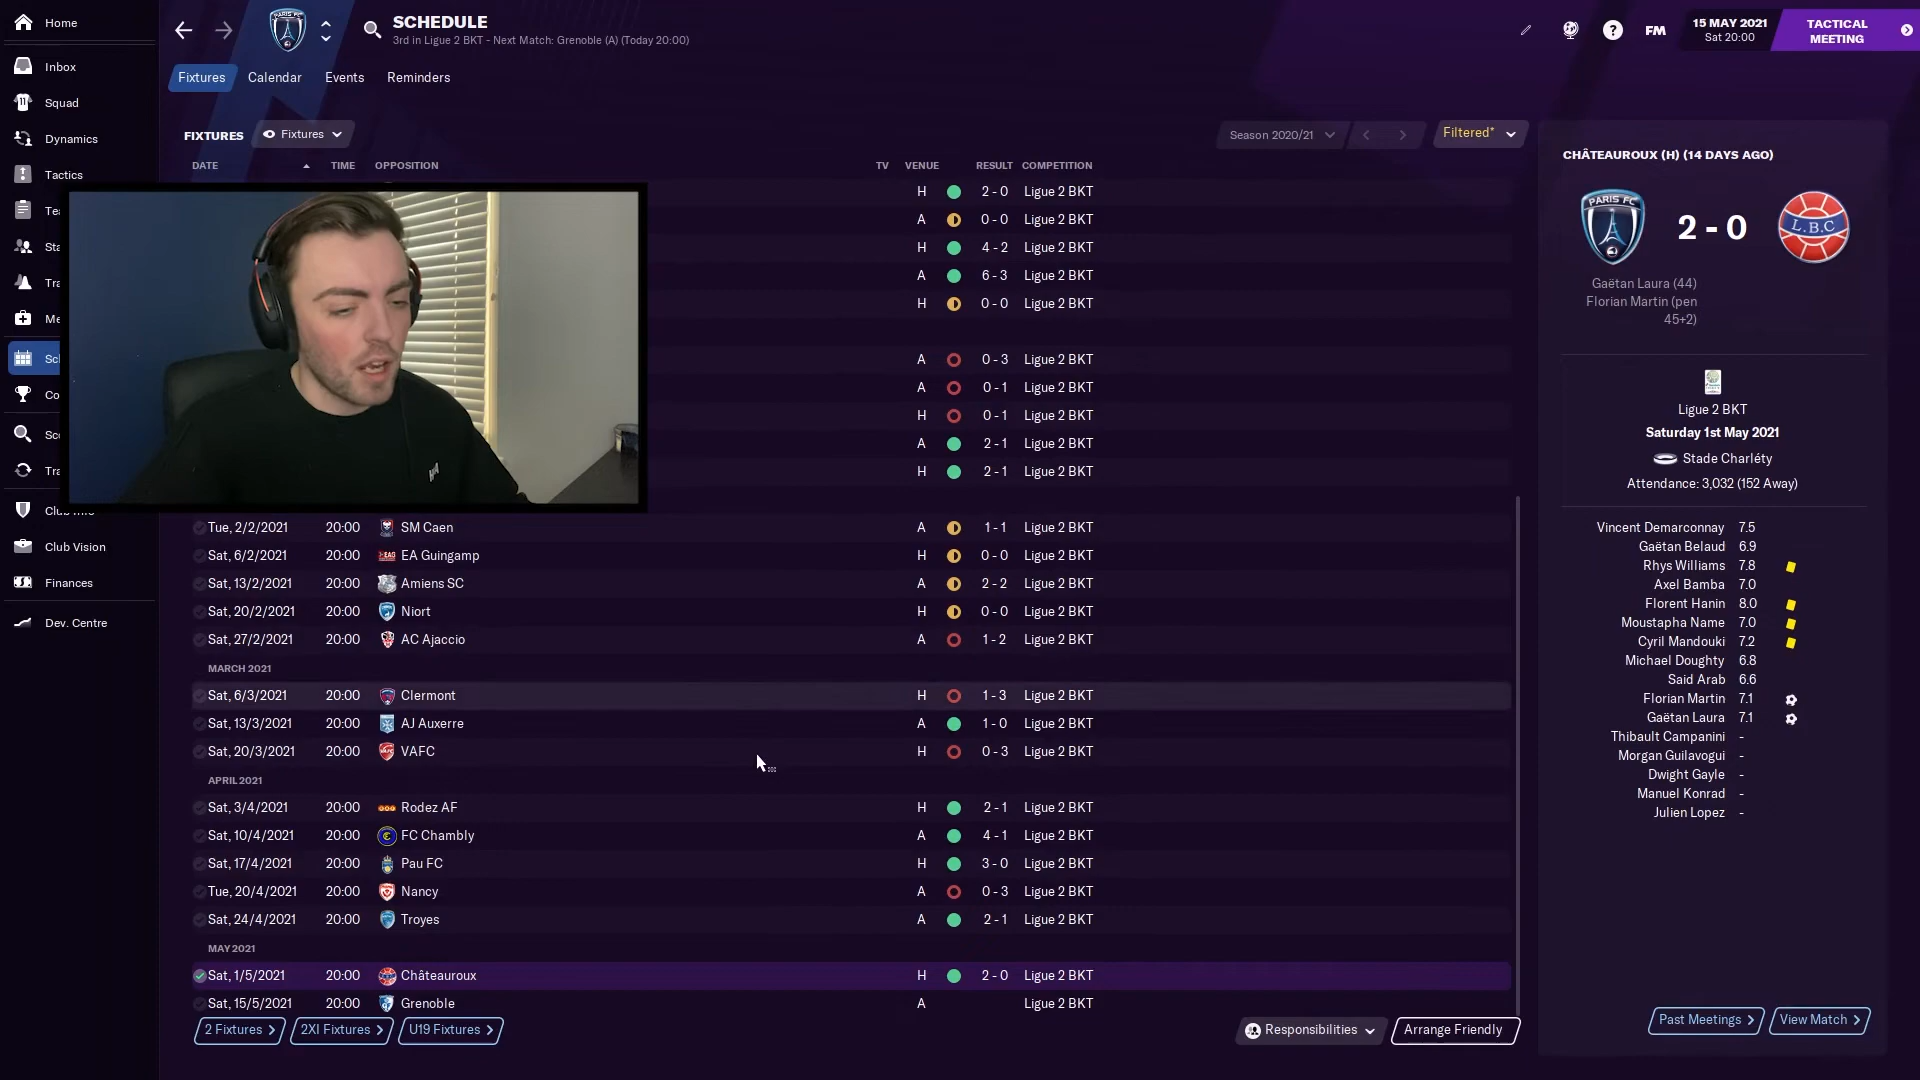 Home
Inbox
Squad
Dynamics
Tactics
Tea
Sta
Tra
Me
Sch
Co
Sco
Tra
Club Info
Club Vision
Finances
Dev. Centre
PARIS FC
SCHEDULE
3rd in Ligue 2 BKT - Next Match: Grenoble (A) (Today 20:00)
FM
15 MAY 2021
Sat 20:00
TACTICAL
MEETING
Fixtures
Calendar
Events
Reminders
FIXTURES
Fixtures
Season 2020/21
Filtered*
DATE TIME OPPOSITION TV VENUE RESULT COMPETITION
H 2 - 0 Ligue 2 BKT
A 0 - 0 Ligue 2 BKT
H 4 - 2 Ligue 2 BKT
A 6 - 3 Ligue 2 BKT
H 0 - 0 Ligue 2 BKT
A 0 - 3 Ligue 2 BKT
A 0 - 1 Ligue 2 BKT
H 0 - 1 Ligue 2 BKT
A 2 - 1 Ligue 2 BKT
H 2 - 1 Ligue 2 BKT
Tue, 2/2/2021 20:00 SM Caen A 1 - 1 Ligue 2 BKT
Sat, 6/2/2021 20:00 EA Guingamp H 0 - 0 Ligue 2 BKT
Sat, 13/2/2021 20:00 Amiens SC A 2 - 2 Ligue 2 BKT
Sat, 20/2/2021 20:00 Niort H 0 - 0 Ligue 2 BKT
Sat, 27/2/2021 20:00 AC Ajaccio A 1 - 2 Ligue 2 BKT
MARCH 2021
Sat, 6/3/2021 20:00 Clermont H 1 - 3 Ligue 2 BKT
Sat, 13/3/2021 20:00 AJ Auxerre A 1 - 0 Ligue 2 BKT
Sat, 20/3/2021 20:00 VAFC H 0 - 3 Ligue 2 BKT
APRIL 2021
Sat, 3/4/2021 20:00 Rodez AF H 2 - 1 Ligue 2 BKT
Sat, 10/4/2021 20:00 FC Chambly A 4 - 1 Ligue 2 BKT
Sat, 17/4/2021 20:00 Pau FC H 3 - 0 Ligue 2 BKT
Tue, 20/4/2021 20:00 Nancy A 0 - 3 Ligue 2 BKT
Sat, 24/4/2021 20:00 Troyes A 2 - 1 Ligue 2 BKT
MAY 2021
Sat, 1/5/2021 20:00 Châteauroux H 2 - 0 Ligue 2 BKT
Sat, 15/5/2021 20:00 Grenoble A Ligue 2 BKT
2 Fixtures
2XI Fixtures
U19 Fixtures
Responsibilities
Arrange Friendly
CHÂTEAUROUX (H) (14 DAYS AGO)
PARIS FC
2 - 0
L.B.C
Gaëtan Laura (44)
Florian Martin (pen
45+2)
Ligue 2 BKT
Saturday 1st May 2021
Stade Charléty
Attendance: 3,032 (152 Away)
Vincent Demarconnay 7.5
Gaëtan Belaud 6.9
Rhys Williams 7.8
Axel Bamba 7.0
Florent Hanin 8.0
Moustapha Name 7.0
Cyril Mandouki 7.2
Michael Doughty 6.8
Said Arab 6.6
Florian Martin 7.1
Gaëtan Laura 7.1
Thibault Campanini -
Morgan Guilavogui -
Dwight Gayle -
Manuel Konrad -
Julien Lopez -
Past Meetings
View Match